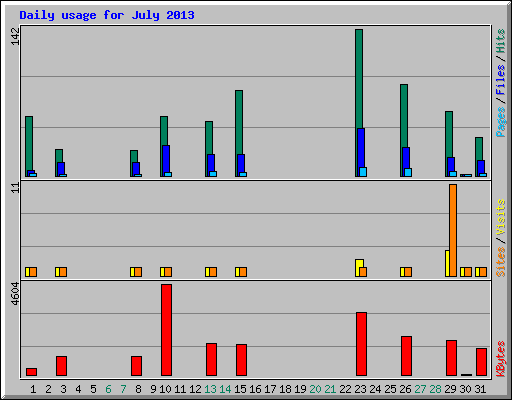 Daily usage for July 2013
142
Pages / Files / Hits
11
Sites / Visits
4604
KBytes
1 2 3 4 5 6 7 8 9 10 11 12 13 14 15 16 17 18 19 20 21 22 23 24 25 26 27 28 29 30 31